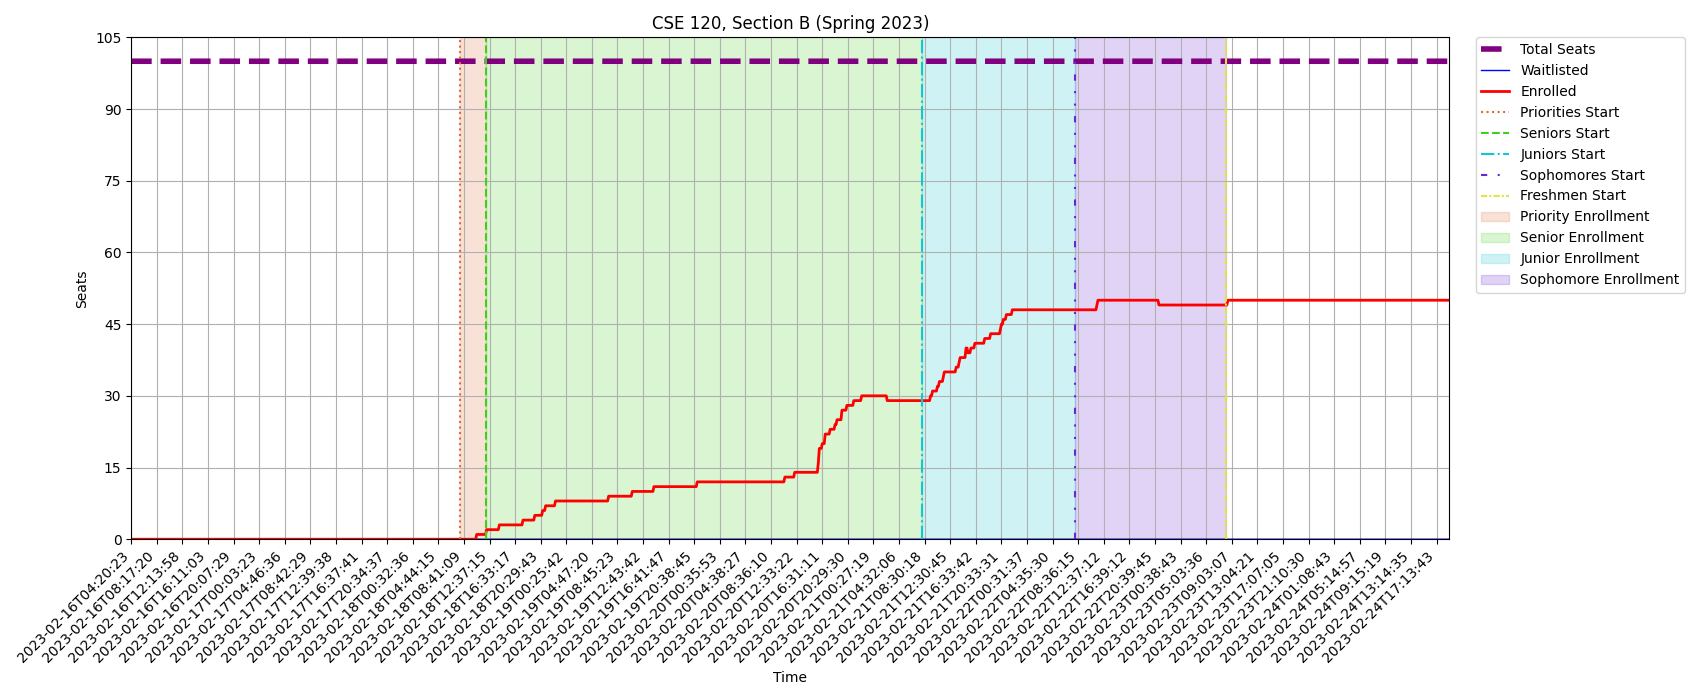 CSE 120, Section B (Spring 2023)
105
90
75
60
45
30
15
0
Seats
2023-02-16T04:20:23
2023-02-16T08:17:20
2023-02-16T12:13:58
2023-02-16T16:11:03
2023-02-16T20:07:29
2023-02-17T00:03:23
2023-02-17T04:46:36
2023-02-17T08:42:29
2023-02-17T12:39:38
2023-02-17T16:37:41
2023-02-17T20:34:37
2023-02-18T00:32:36
2023-02-18T04:44:15
2023-02-18T08:41:09
2023-02-18T12:37:15
2023-02-18T16:33:17
2023-02-18T20:29:43
2023-02-19T00:25:42
2023-02-19T04:47:20
2023-02-19T08:45:23
2023-02-19T12:43:42
2023-02-19T16:41:47
2023-02-19T20:38:45
2023-02-20T00:35:53
2023-02-20T04:38:27
2023-02-20T08:36:10
2023-02-20T12:33:22
2023-02-20T16:31:11
2023-02-20T20:29:30
2023-02-21T00:27:19
2023-02-21T04:32:06
2023-02-21T08:30:18
2023-02-21T12:30:45
2023-02-21T16:33:42
2023-02-21T20:33:31
2023-02-22T00:31:37
2023-02-22T04:35:30
2023-02-22T08:36:15
2023-02-22T12:37:12
2023-02-22T16:39:12
2023-02-22T20:39:45
2023-02-23T00:38:43
2023-02-23T05:03:36
2023-02-23T09:03:07
2023-02-23T13:04:21
2023-02-23T17:07:05
2023-02-23T21:10:30
2023-02-24T01:08:43
2023-02-24T05:14:57
2023-02-24T09:15:19
2023-02-24T13:14:35
2023-02-24T17:13:43
Time
Total Seats
Waitlisted
Enrolled
Priorities Start
Seniors Start
Juniors Start
Sophomores Start
Freshmen Start
Priority Enrollment
Senior Enrollment
Junior Enrollment
Sophomore Enrollment